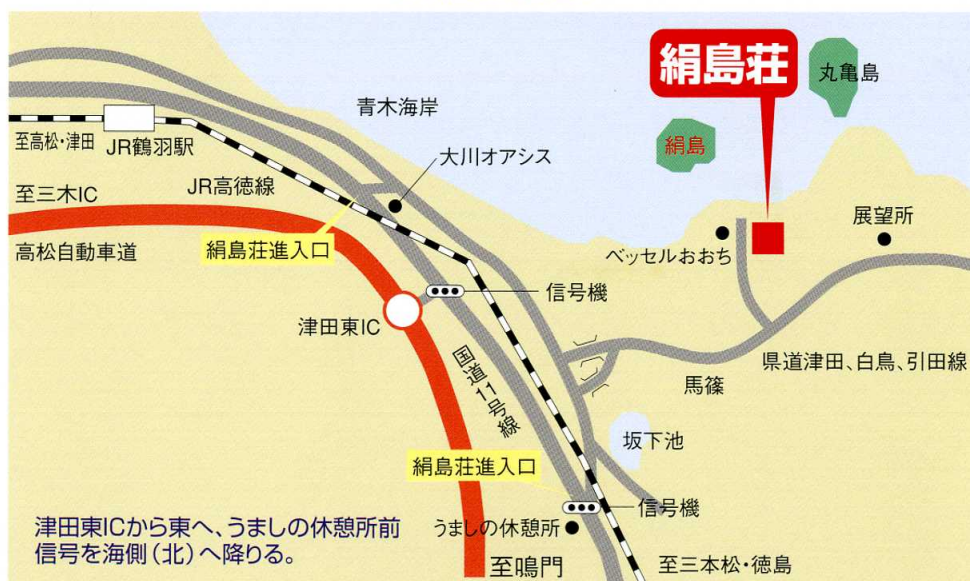 絹島荘
丸亀島
青木海岸
絹島
至高松・津田
JR鶴羽駅
大川オアシス
JR高徳線
至三木IC
展望所
高松自動車道
絹島荘進入口
ベッセルおおち
信号機
津田東IC
国道11号線
県道津田、白鳥、引田線
馬篠
坂下池
絹島荘進入口
信号機
うましの休憩所
津田東ICから東へ、うましの休憩所前
信号を海側(北)へ降りる。
至鳴門
至三本松・徳島